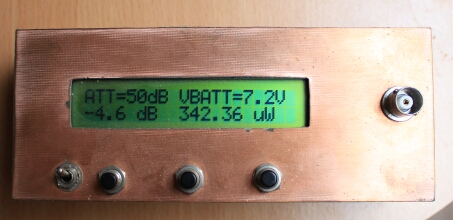 ATT=50dB VBATT=7.2V
-4.6 dB 342.36 uW